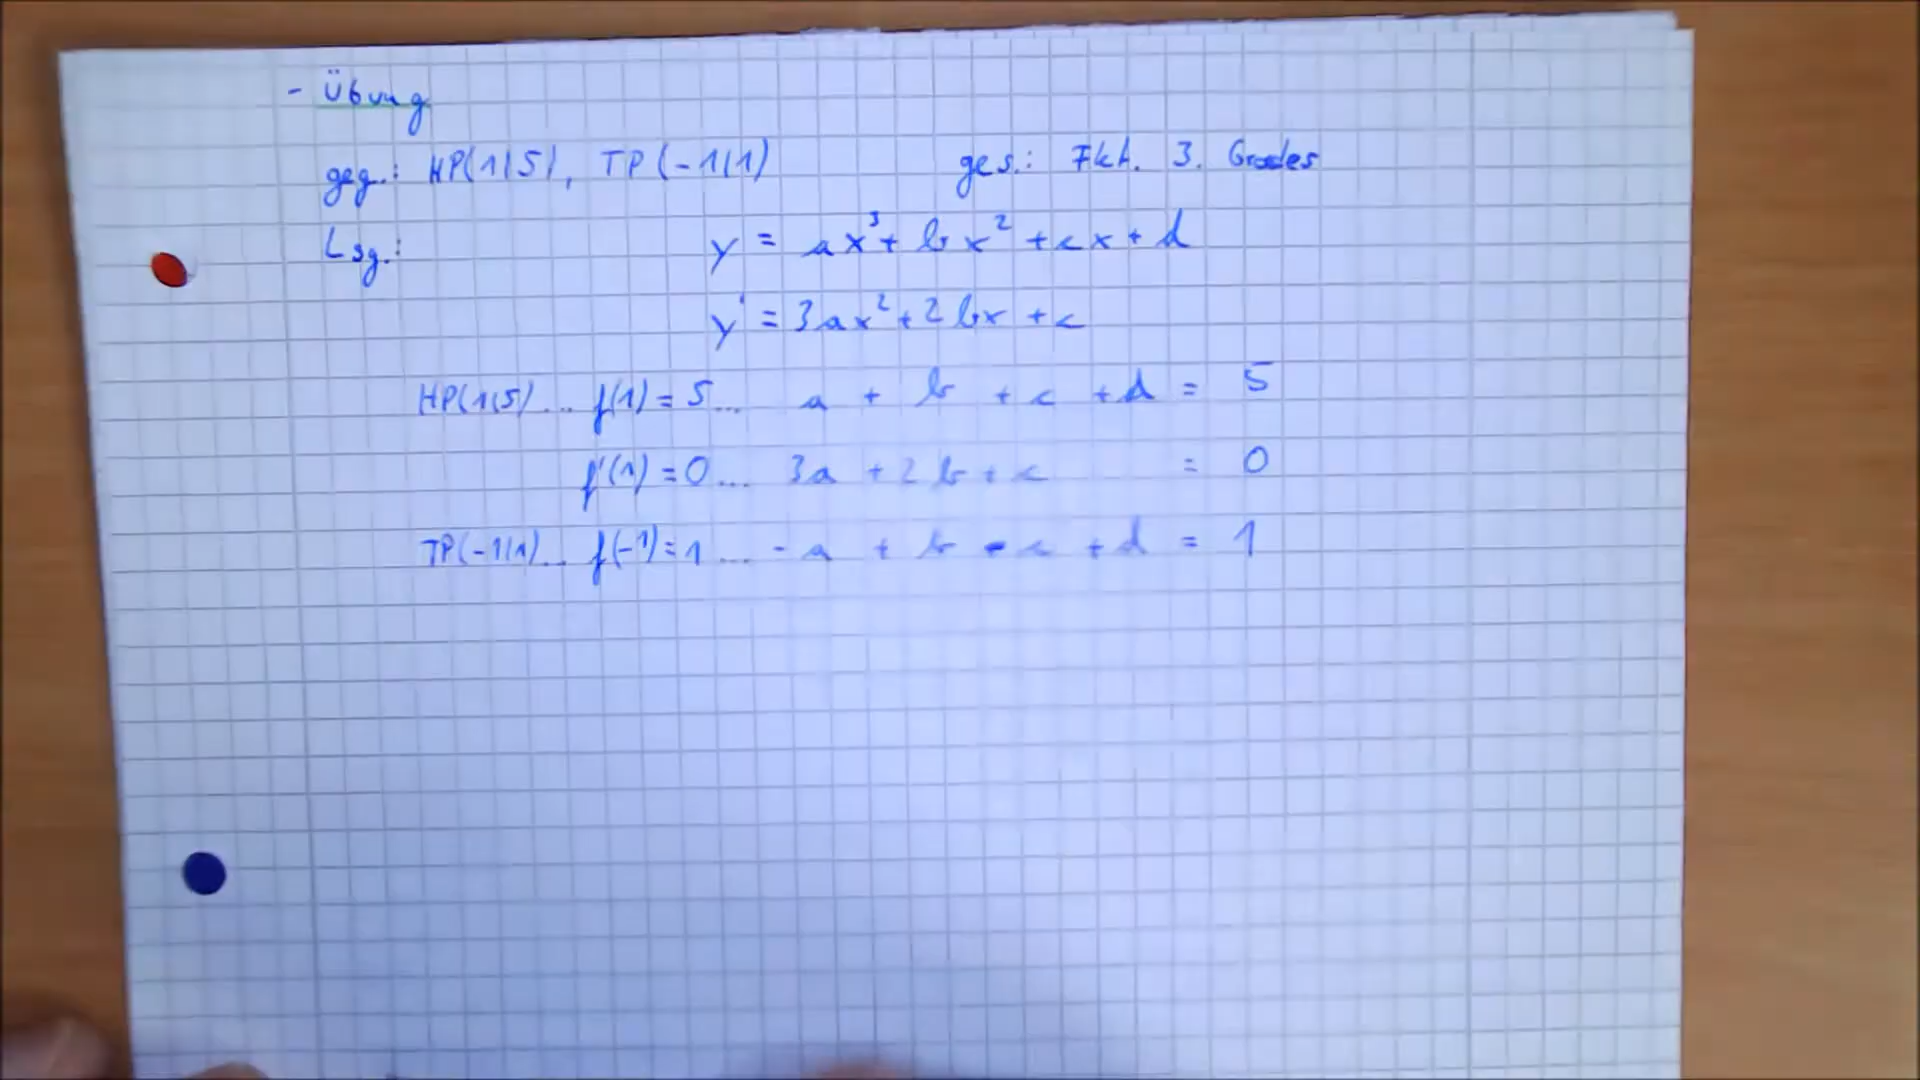 - Übung
geg.: HP(1|5), TP(-1|1) ges.: Fkt. 3. Grades
Lsg.: y = ax³ + bx² + cx + d
y' = 3ax² + 2bx + c
HP(1|5)... f(1) = 5... a + b + c + d = 5
f'(1) = 0... 3a + 2b + c = 0
TP(-1|1)... f(-1) = 1... - a + b - c + d = 1